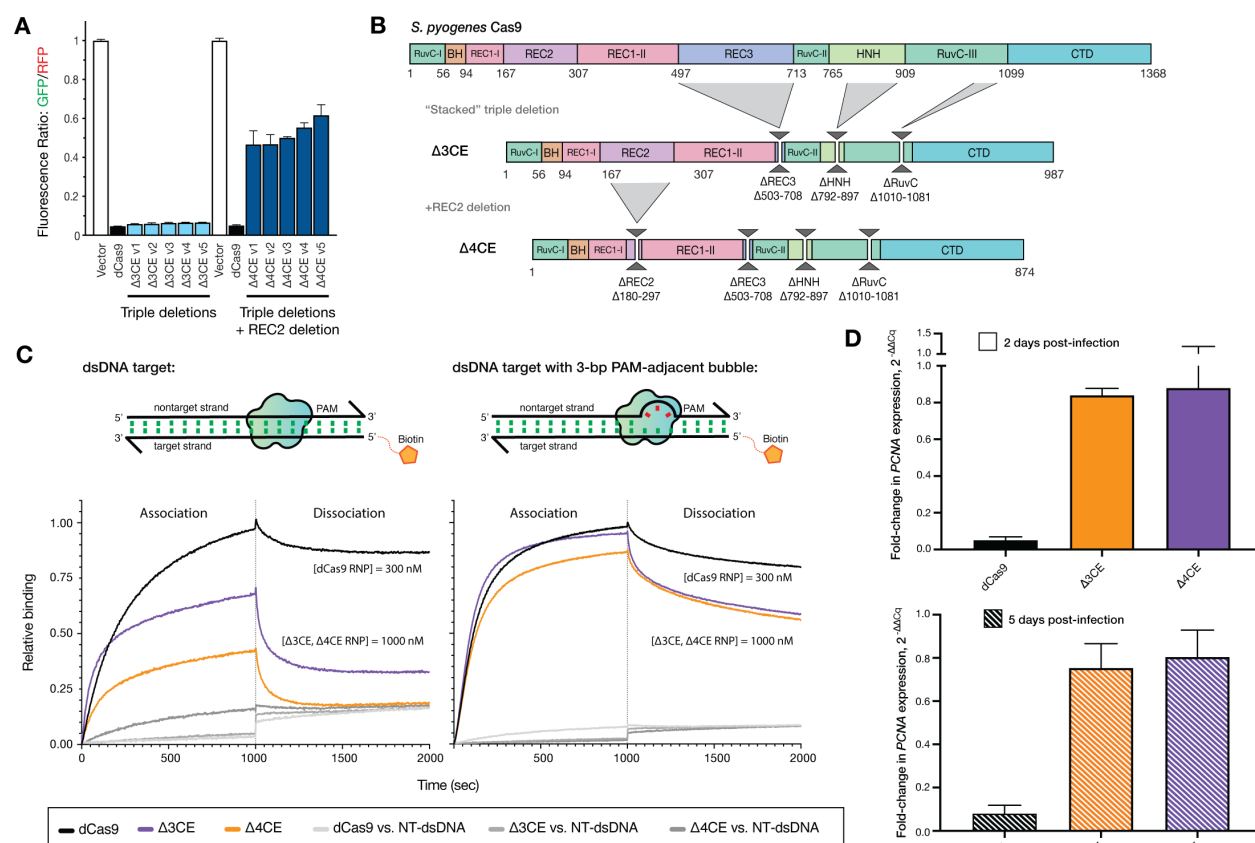 A
Fluorescence Ratio: GFP/RFP
1
0.8
0.6
0.4
0.2
0
Vector
dCas9
Δ3CE v1
Δ3CE v2
Δ3CE v3
Δ3CE v4
Δ3CE v5
Vector
dCas9
Δ4CE v1
Δ4CE v2
Δ4CE v3
Δ4CE v4
Δ4CE v5
Triple deletions
Triple deletions
+ REC2 deletion
B
S. pyogenes Cas9
RuvC-I BH REC1-I REC2 REC1-II REC3 RuvC-II HNH RuvC-III CTD
1 56 94 167 307 497 713 765 909 1099 1368
"Stacked" triple deletion
Δ3CE
RuvC-I BH REC1-I REC2 REC1-II RuvC-II CTD
1 56 94 167 307 987
ΔREC3 ΔHNH ΔRuvC
Δ503-708 Δ792-897 Δ1010-1081
+REC2 deletion
Δ4CE
RuvC-I BH REC1-I REC1-II RuvC-II CTD
1 874
ΔREC2 ΔREC3 ΔHNH ΔRuvC
Δ180-297 Δ503-708 Δ792-897 Δ1010-1081
C
dsDNA target:
nontarget strand PAM
5' 3'
3' 5'
target strand
Biotin
dsDNA target with 3-bp PAM-adjacent bubble:
nontarget strand PAM
5' 3'
3' 5'
target strand
Biotin
Relative binding
1.00
0.75
0.50
0.25
0.00
Association Dissociation
[dCas9 RNP] = 300 nM
[Δ3CE, Δ4CE RNP] = 1000 nM
0 500 1000 1500 2000
Association Dissociation
[dCas9 RNP] = 300 nM
[Δ3CE, Δ4CE RNP] = 1000 nM
500 1000 1500 2000
Time (sec)
dCas9 Δ3CE Δ4CE dCas9 vs. NT-dsDNA Δ3CE vs. NT-dsDNA Δ4CE vs. NT-dsDNA
D
Fold-change in PCNA expression, 2^-ΔΔCq
1.5
1.0
1.0
0.8
0.6
0.4
0.2
0.0
2 days post-infection
dCas9
Δ3CE
Δ4CE
Fold-change in PCNA expression, 2^-ΔΔCq
1.0
0.8
0.6
0.4
0.2
0
5 days post-infection